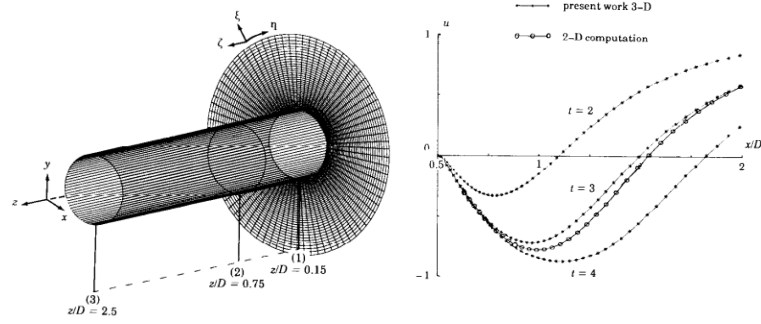 ξ
η
ζ
y
z
x
(1)
z/D = 0.15
(2)
z/D = 0.75
(3)
z/D = 2.5
present work 3-D
2-D computation
u
1
0
0.5
1
x/D
2
-1
t = 2
t = 3
t = 4